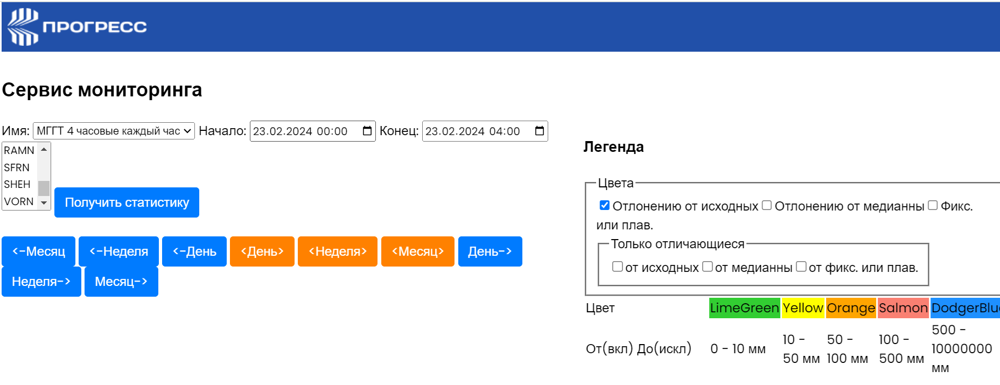 ПРОГРЕСС
Сервис мониторинга
Имя: МГГТ 4 часовые каждый час Начало: 23.02.2024 00:00 Конец: 23.02.2024 04:00
RAMN
SFRN
SHEH
VORN
Получить статистику
<-Месяц <-Неделя <-День <День> <Неделя> <Месяц> День->
Неделя-> Месяц->
Легенда
Цвета
Отлонению от исходных Отлонению от медианны Фикс.
или плав.
Только отличающиеся
от исходных от медианны от фикс. или плав.
Цвет LimeGreen Yellow Orange Salmon DodgerBlu
От(вкл) До(искл) 0 - 10 мм 10 - 50 мм 50 - 100 мм 100 - 500 мм 500 - 10000000 мм